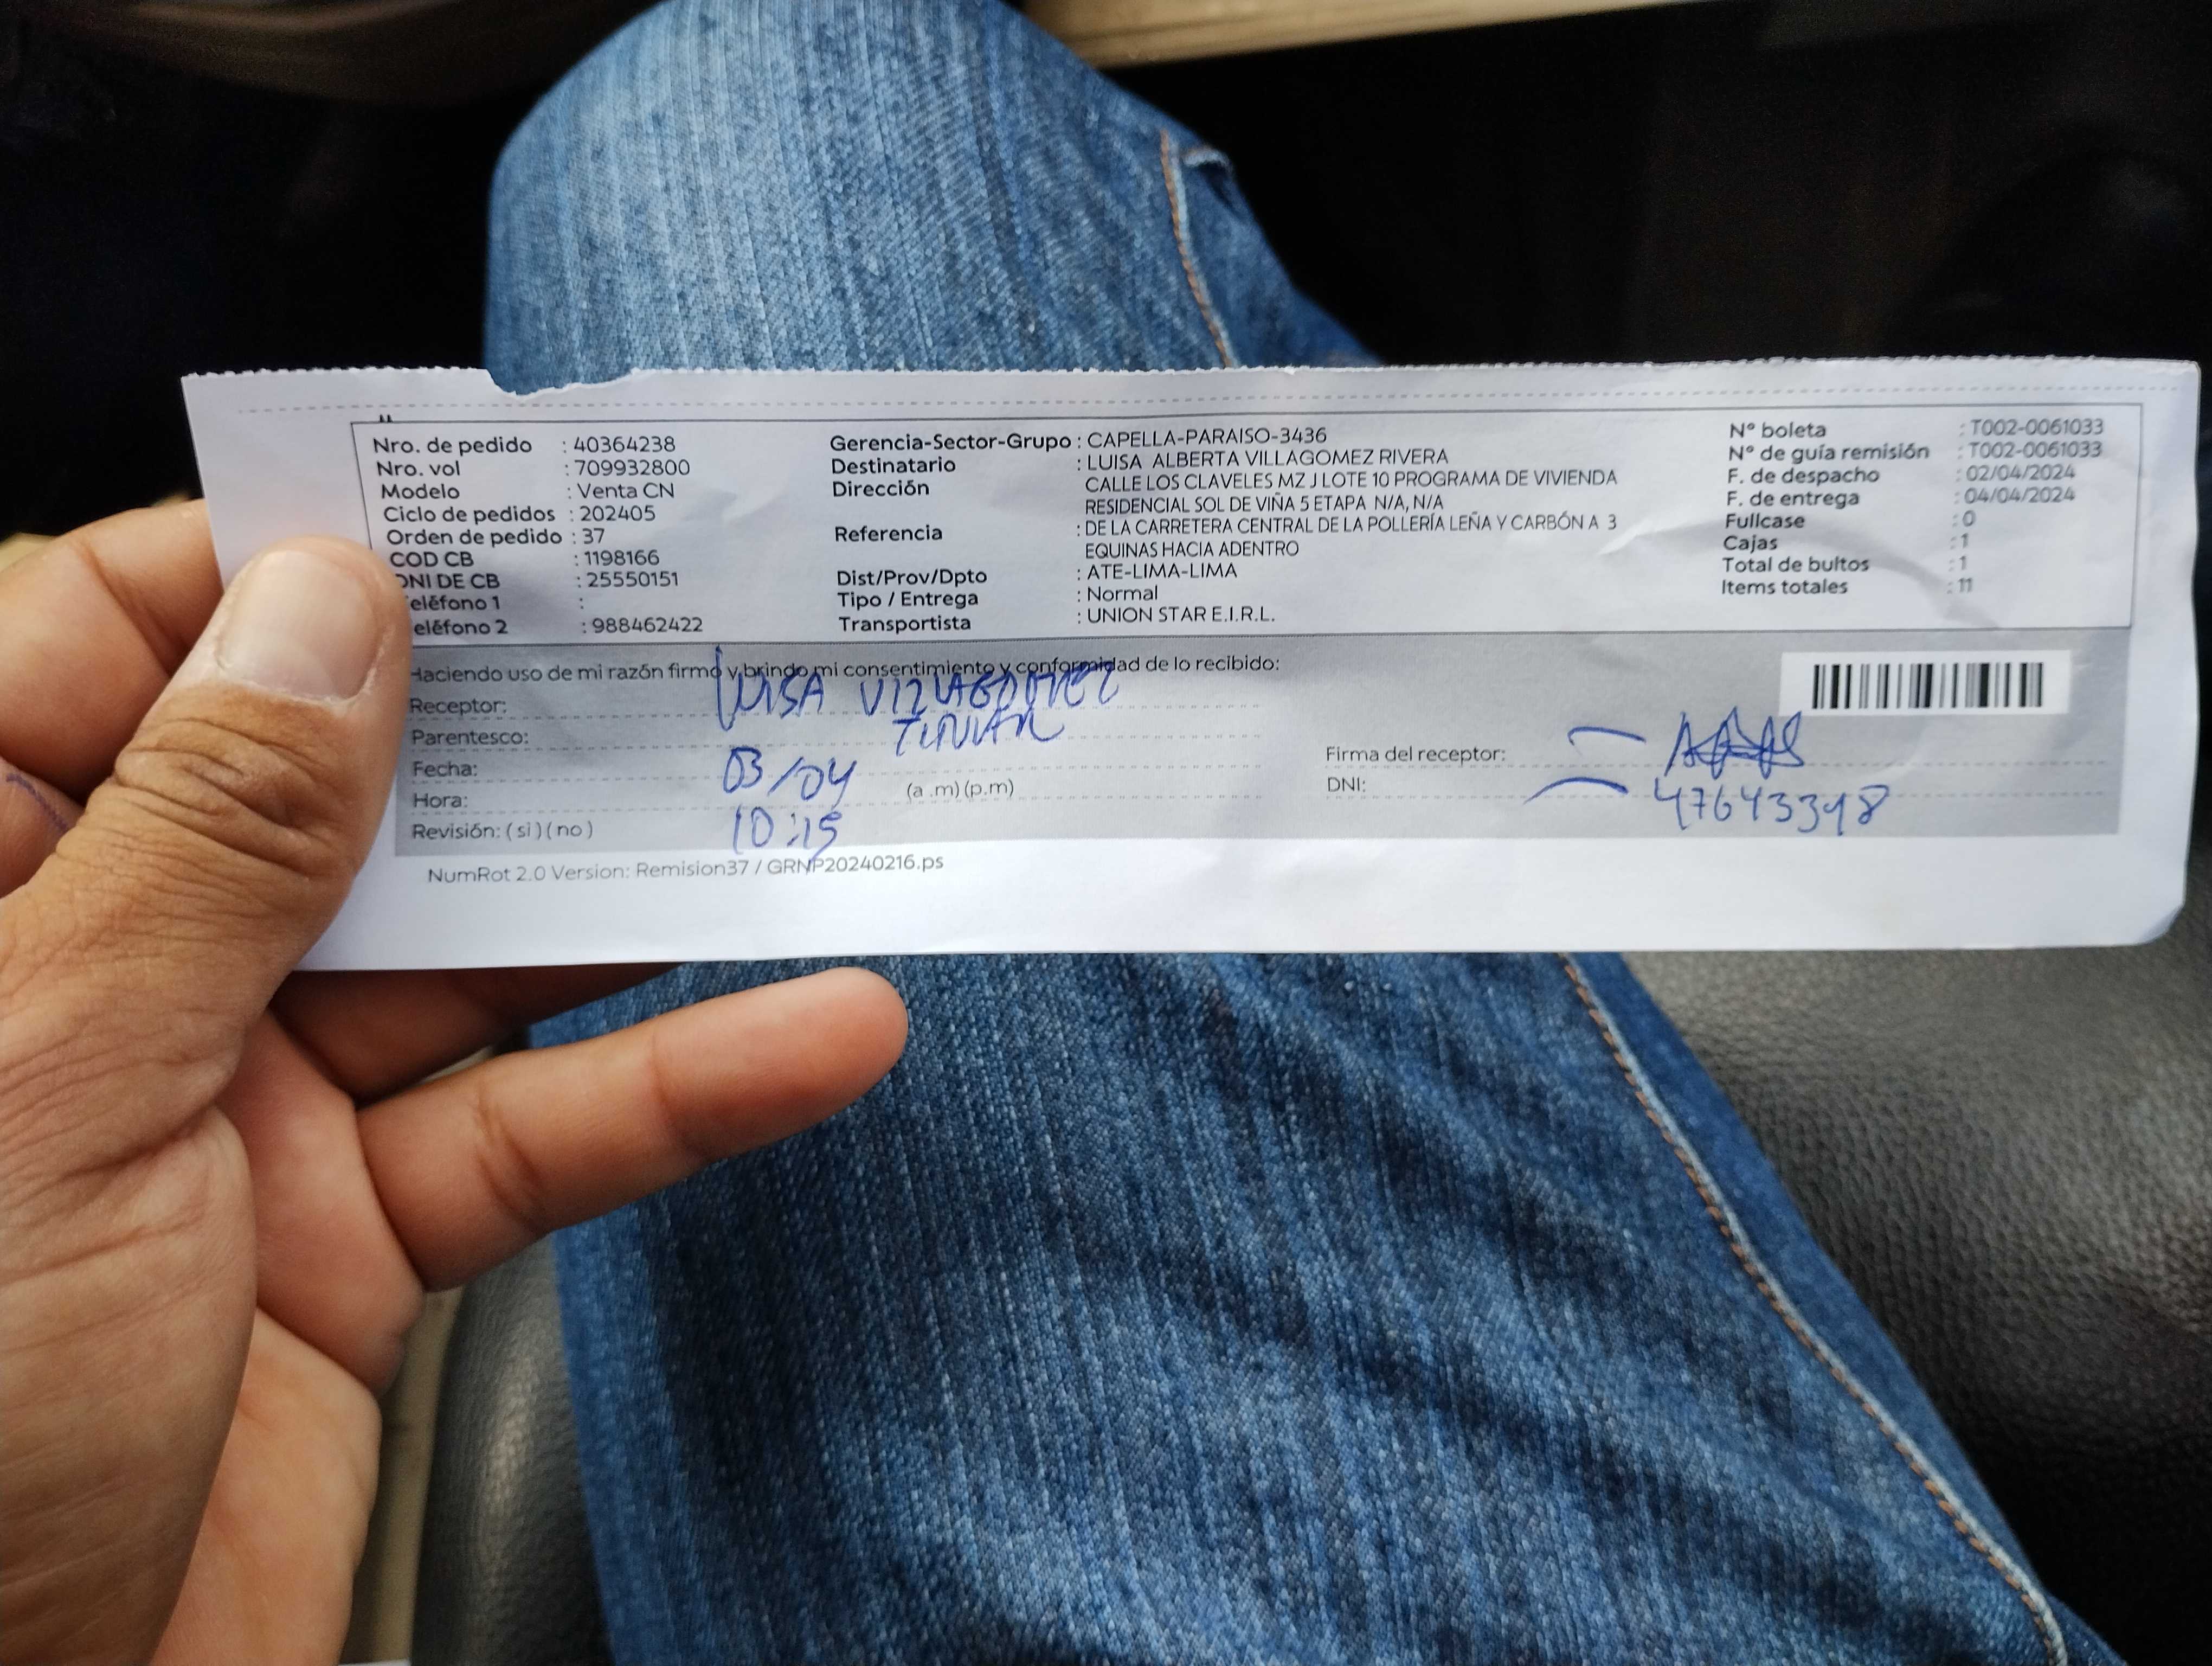 Nro. de pedido : 40364238
Nro. vol : 709932800
Modelo : Venta CN
Ciclo de pedidos : 202405
Orden de pedido : 37
COD CB : 1198166
DNI DE CB : 25550151
eléfono 1 :
eléfono 2 : 988462422
Gerencia-Sector-Grupo : CAPELLA-PARAISO-3436
Destinatario : LUISA ALBERTA VILLAGOMEZ RIVERA
Dirección CALLE LOS CLAVELES MZ J LOTE 10 PROGRAMA DE VIVIENDA
RESIDENCIAL SOL DE VIÑA 5 ETAPA N/A, N/A
Referencia : DE LA CARRETERA CENTRAL DE LA POLLERÍA LEÑA Y CARBÓN A 3
EQUINAS HACIA ADENTRO
Dist/Prov/Dpto : ATE-LIMA-LIMA
Tipo / Entrega : Normal
Transportista : UNION STAR E.I.R.L.
N° boleta : T002-0061033
N° de guía remisión : T002-0061033
F. de despacho : 02/04/2024
F. de entrega : 04/04/2024
Fullcase : 0
Cajas : 1
Total de bultos : 1
Items totales : 11
Haciendo uso de mi razón firmo y brindo mi consentimiento y conformidad de lo recibido:
Receptor: LUISA VIZLAGOMEZ
Parentesco: TITULAR
Fecha: 03/04
Hora: 10:15 (a .m) (p.m)
Revisión: ( si ) ( no )
Firma del receptor:
DNI: 47643398
NumRot 2.0 Version: Remision37 / GRNP20240216.ps